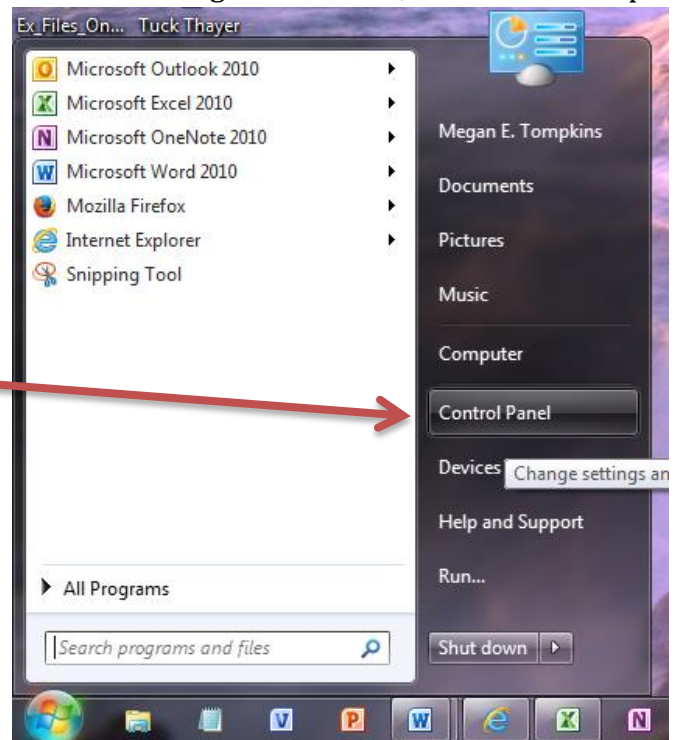 Ex_Files_On... Tuck Thayer
Microsoft Outlook 2010
Microsoft Excel 2010
Microsoft OneNote 2010
Microsoft Word 2010
Mozilla Firefox
Internet Explorer
Snipping Tool
All Programs
Search programs and files
Megan E. Tompkins
Documents
Pictures
Music
Computer
Control Panel
Devices
Change settings an
Help and Support
Run...
Shut down